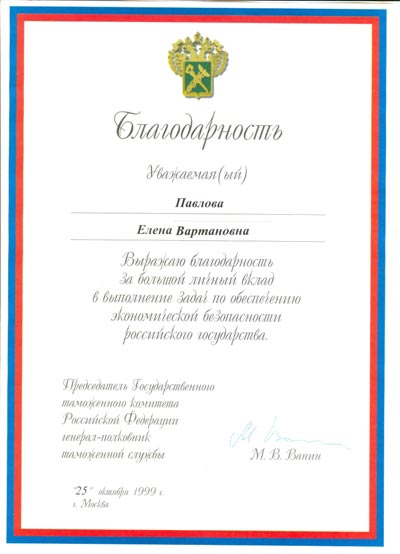 Благодарность
Уважаемая(ый)
Павлова
Елена Вартановна
Выражаю благодарность
за большой личный вклад
в выполнение задач по обеспечению
экономической безопасности
российского государства.
Председатель Государственного
таможенного комитета
Российской Федерации
генерал-полковник
таможенной службы
М. В. Ванин
"25" октября 1999 г.
г. Москва